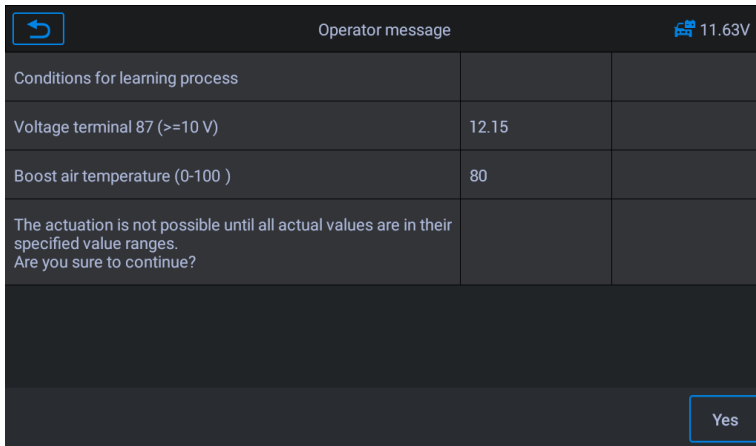 Operator message
11.63V
Conditions for learning process
Voltage terminal 87 (>=10 V) 12.15
Boost air temperature (0-100 ) 80
The actuation is not possible until all actual values are in their
specified value ranges.
Are you sure to continue?
Yes